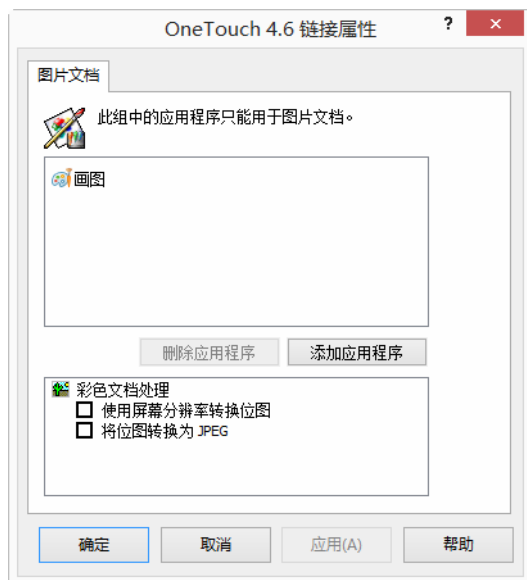 OneTouch 4.6 链接属性
?
图片文档
此组中的应用程序只能用于图片文档。
画图
删除应用程序
添加应用程序
彩色文档处理
使用屏幕分辨率转换位图
将位图转换为 JPEG
确定
取消
应用(A)
帮助